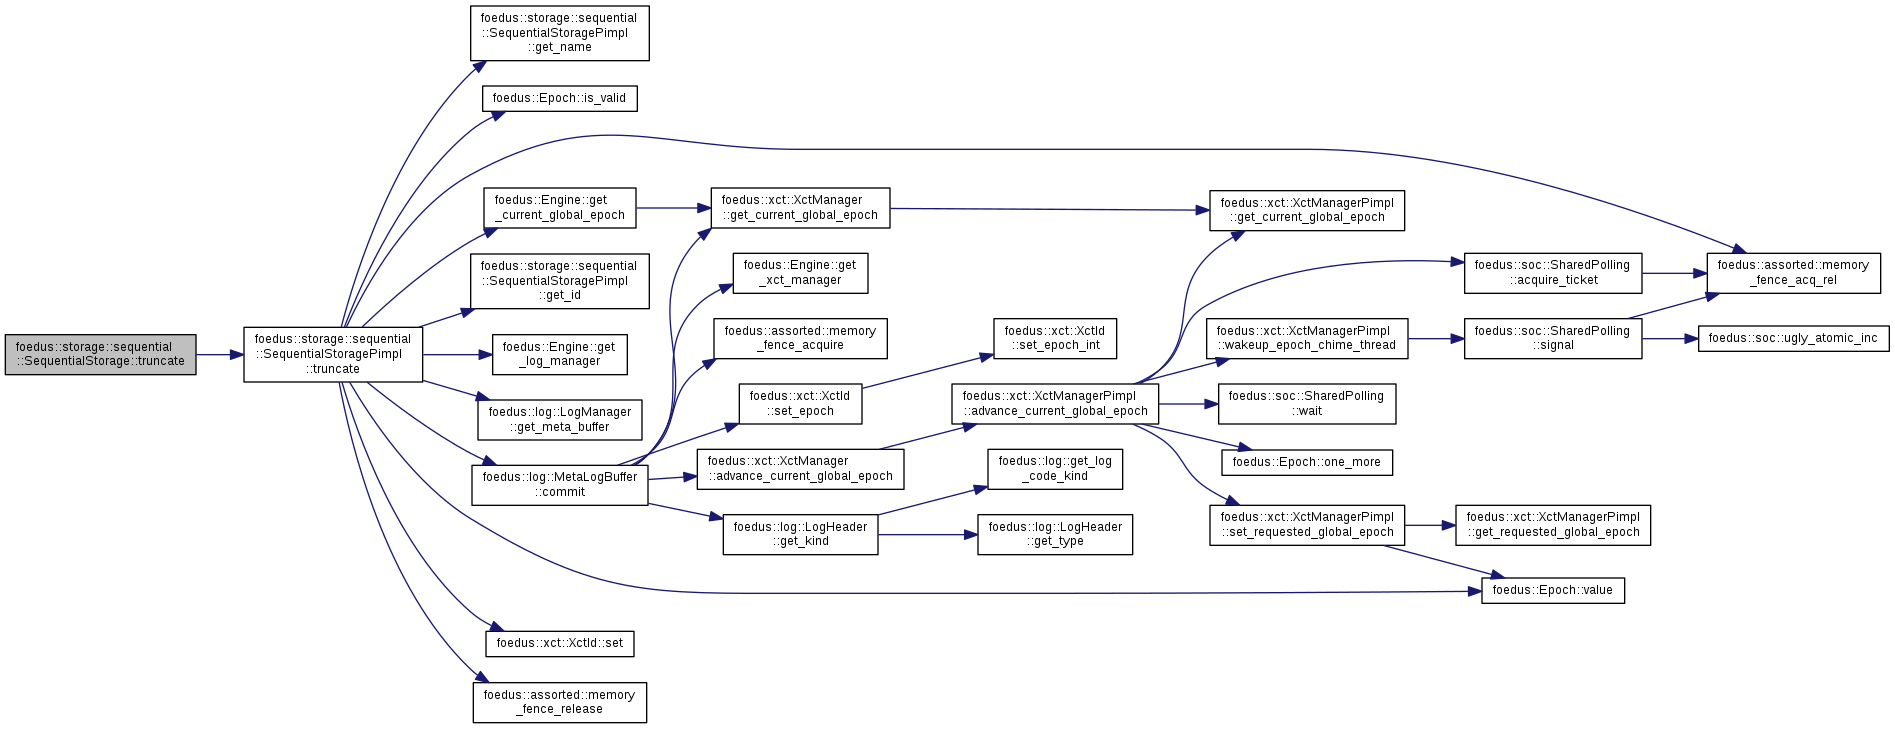 foedus::storage::sequential
::SequentialStorage::truncate
foedus::storage::sequential
::SequentialStoragePimpl
::truncate
foedus::storage::sequential
::SequentialStoragePimpl
::get_name
foedus::Epoch::is_valid
foedus::Engine::get
_current_global_epoch
foedus::storage::sequential
::SequentialStoragePimpl
::get_id
foedus::Engine::get
_log_manager
foedus::log::LogManager
::get_meta_buffer
foedus::log::MetaLogBuffer
::commit
foedus::xct::XctId::set
foedus::assorted::memory
_fence_release
foedus::xct::XctManager
::get_current_global_epoch
foedus::Engine::get
_xct_manager
foedus::assorted::memory
_fence_acquire
foedus::xct::XctId
::set_epoch
foedus::xct::XctManager
::advance_current_global_epoch
foedus::log::LogHeader
::get_kind
foedus::xct::XctId
::set_epoch_int
foedus::xct::XctManagerPimpl
::advance_current_global_epoch
foedus::log::get_log
_code_kind
foedus::log::LogHeader
::get_type
foedus::xct::XctManagerPimpl
::get_current_global_epoch
foedus::xct::XctManagerPimpl
::wakeup_epoch_chime_thread
foedus::soc::SharedPolling
::wait
foedus::Epoch::one_more
foedus::xct::XctManagerPimpl
::set_requested_global_epoch
foedus::soc::SharedPolling
::acquire_ticket
foedus::soc::SharedPolling
::signal
foedus::xct::XctManagerPimpl
::get_requested_global_epoch
foedus::Epoch::value
foedus::assorted::memory
_fence_acq_rel
foedus::soc::ugly_atomic_inc